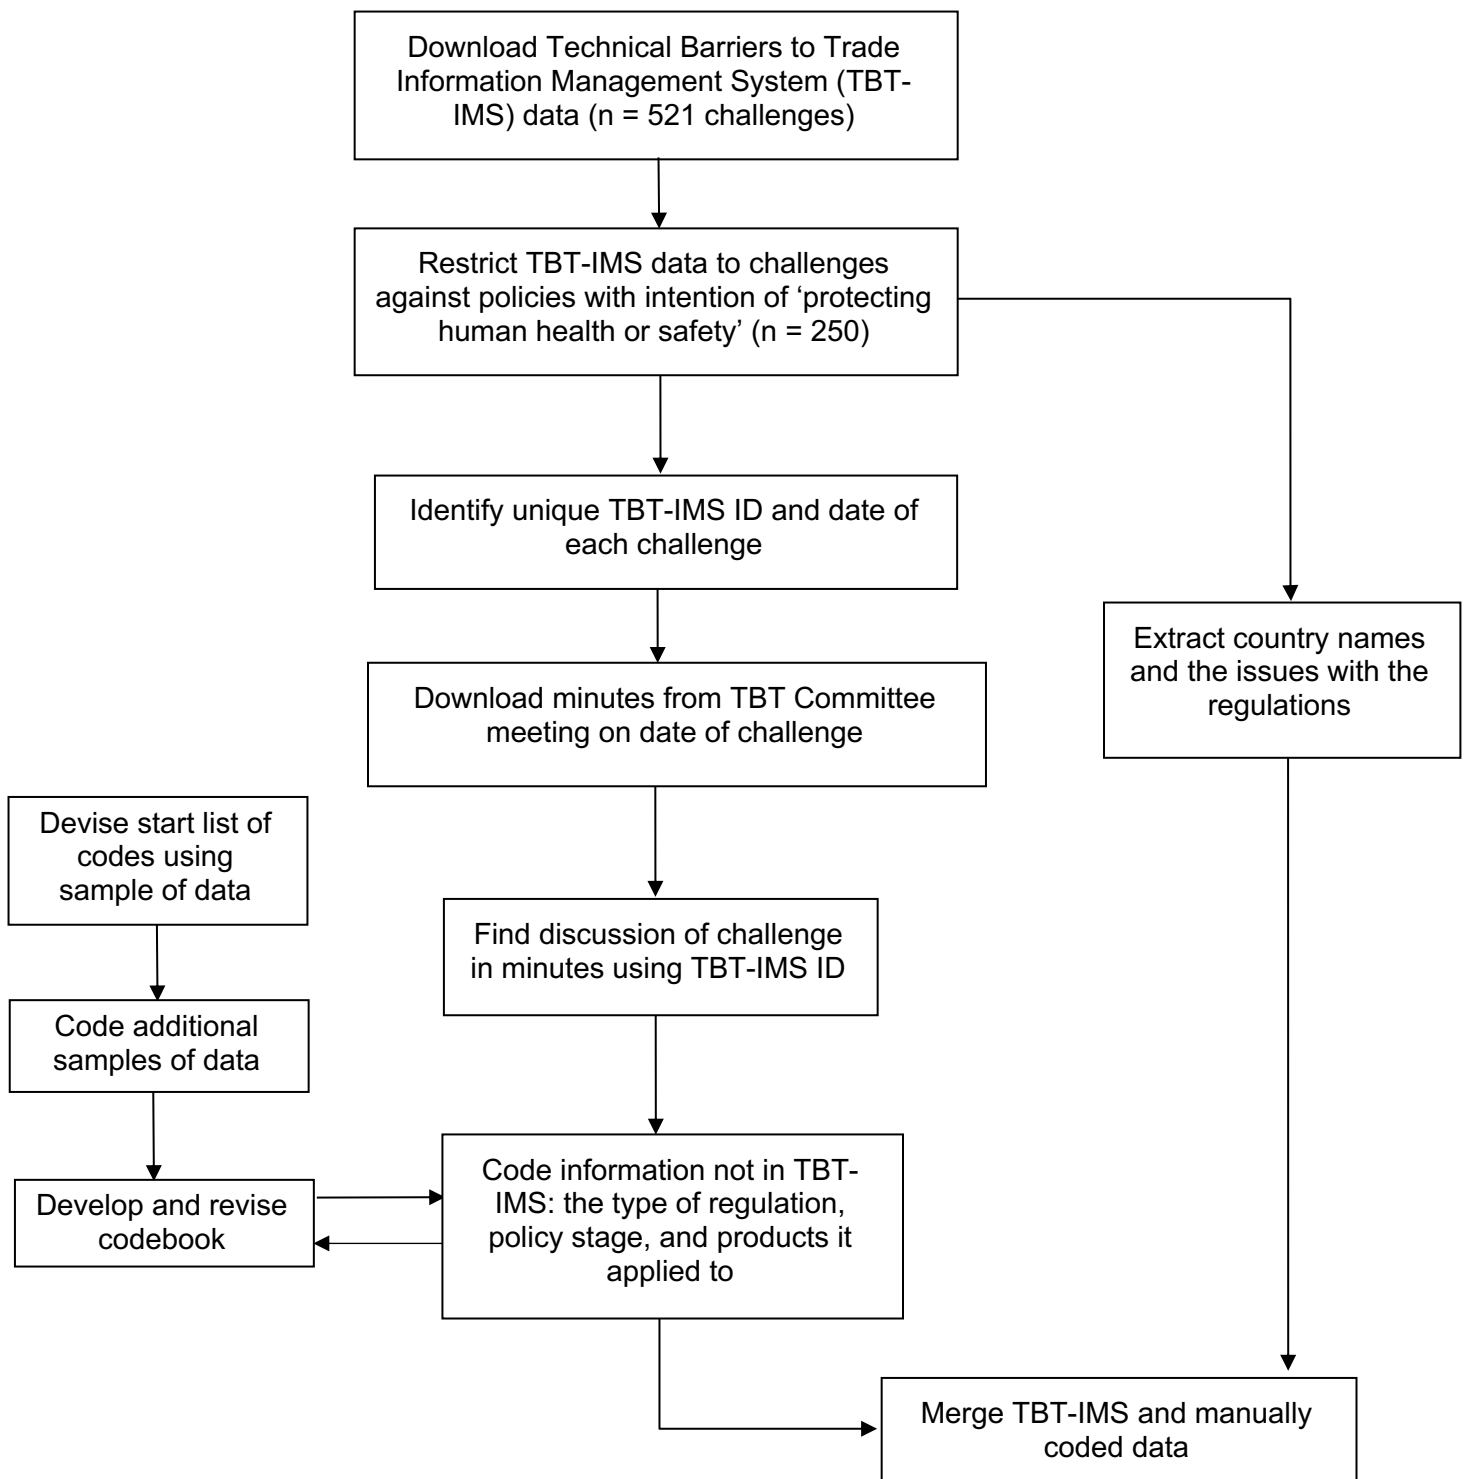 Download Technical Barriers to Trade
Information Management System (TBT-
IMS) data (n = 521 challenges)
Restrict TBT-IMS data to challenges
against policies with intention of ‘protecting
human health or safety’ (n = 250)
Identify unique TBT-IMS ID and date of
each challenge
Extract country names
and the issues with the
regulations
Download minutes from TBT Committee
meeting on date of challenge
Devise start list of
codes using
sample of data
Find discussion of challenge
in minutes using TBT-IMS ID
Code additional
samples of data
Code information not in TBT-
IMS: the type of regulation,
policy stage, and products it
applied to
Develop and revise
codebook
Merge TBT-IMS and manually
coded data